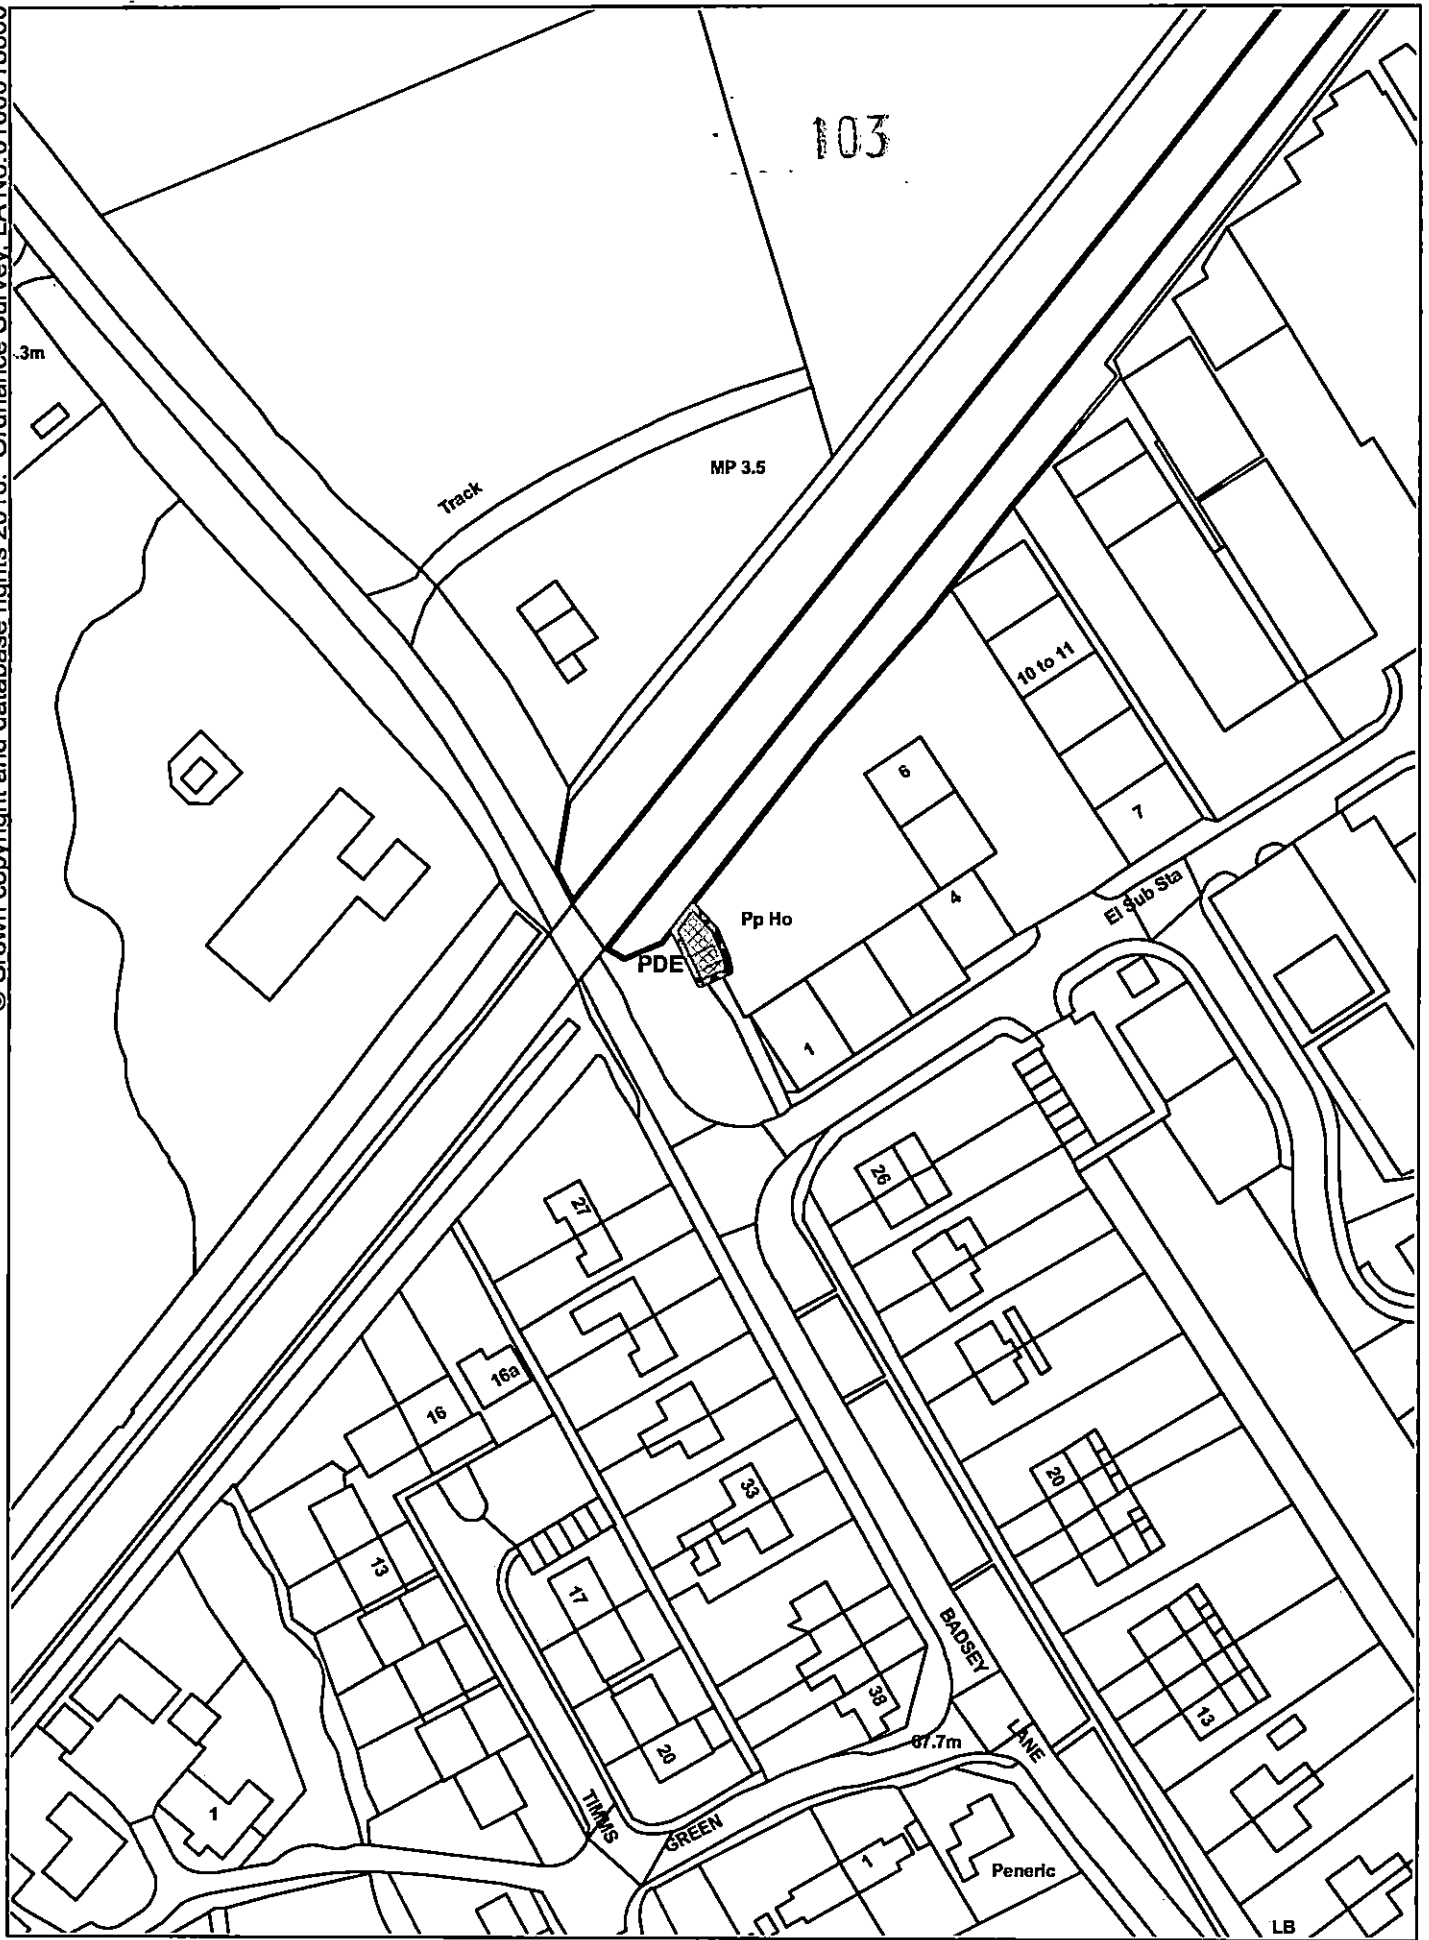 103
.3m
MP 3.5
Track
10 to 11
6
7
4
El Sub Sta
Pp Ho
PDE
1
26
27
16a
16
33
20
13
17
BADSEY
38
13
LANE
67.7m
20
TIMMS
GREEN
1
1
Peneric
LB